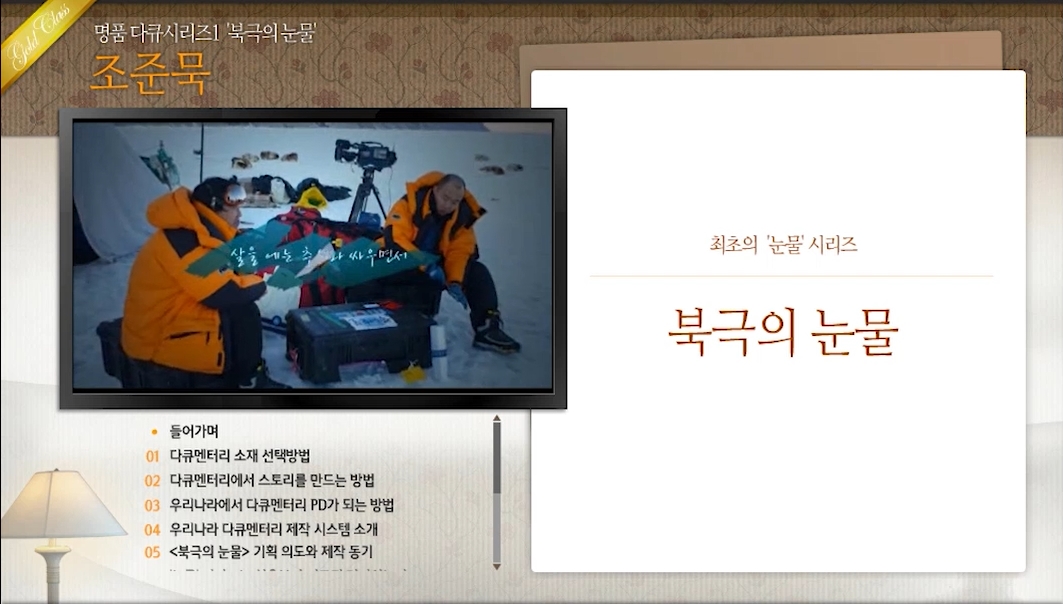 Gold Class
명품 다큐시리즈1 '북극의 눈물'
조준묵
살을 에는 추위와 싸우면서
최초의 '눈물' 시리즈
북극의 눈물
• 들어가며
01 다큐멘터리 소재 선택방법
02 다큐멘터리에서 스토리를 만드는 방법
03 우리나라에서 다큐멘터리 PD가 되는 방법
04 우리나라 다큐멘터리 제작 시스템 소개
05 <북극의 눈물> 기획 의도와 제작 동기